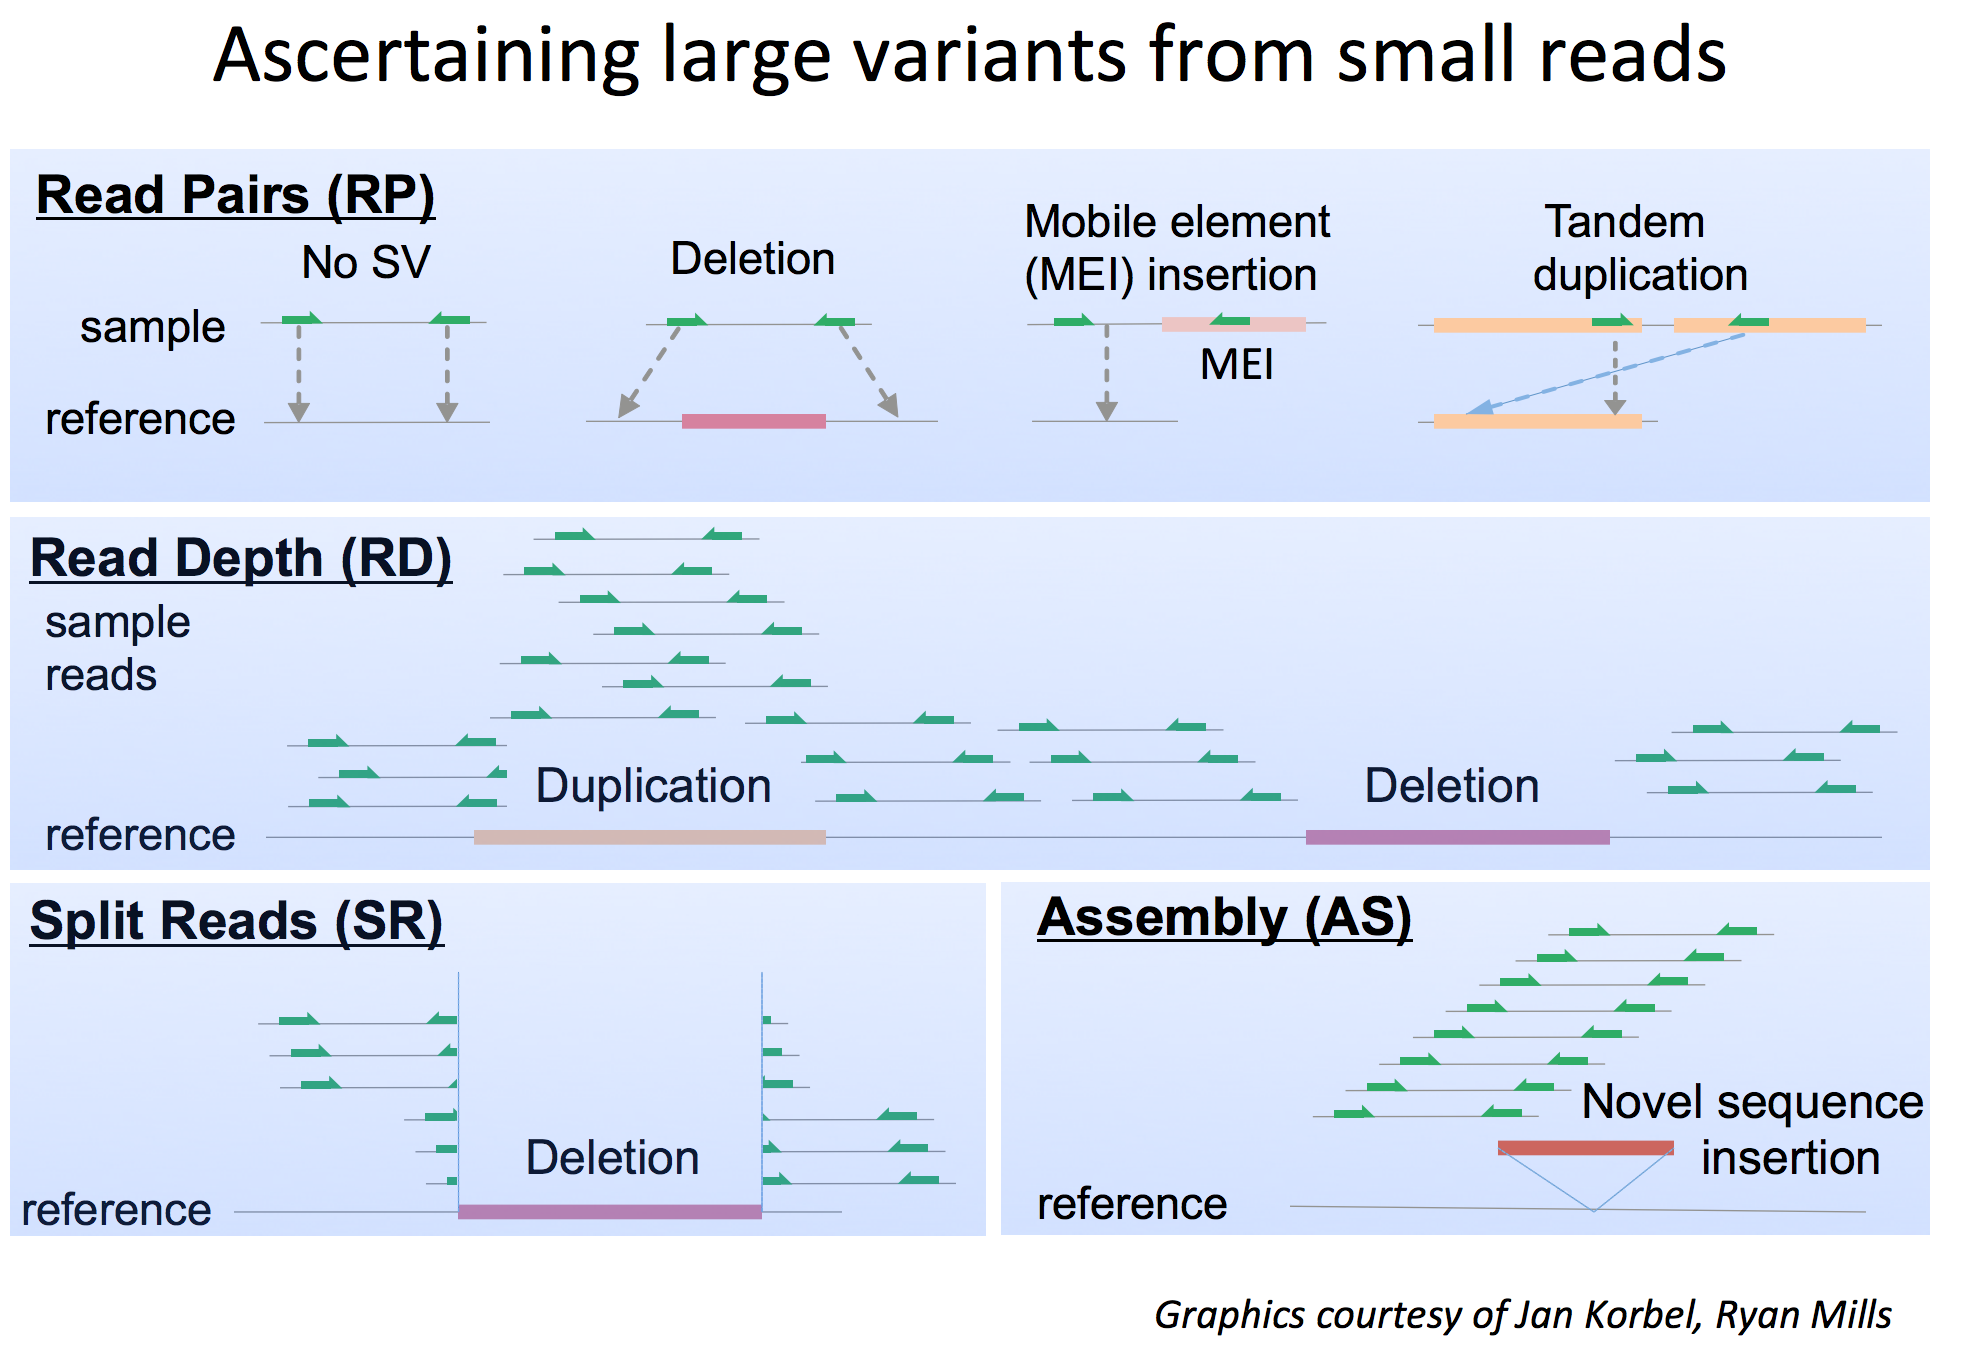 Ascertaining large variants from small reads
Read Pairs (RP)
No SV
Deletion
Mobile element
(MEI) insertion
Tandem
duplication
sample
MEI
reference
Read Depth (RD)
sample
reads
Duplication
Deletion
reference
Split Reads (SR)
Deletion
reference
Assembly (AS)
Novel sequence
insertion
reference
Graphics courtesy of Jan Korbel, Ryan Mills